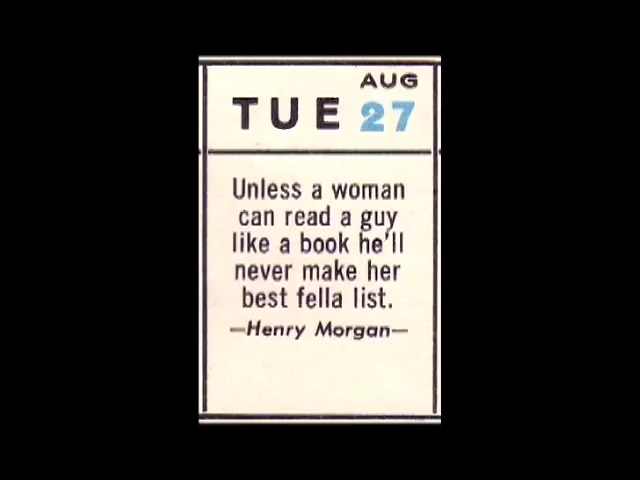 AUG
TUE 27
Unless a woman
can read a guy
like a book he'll
never make her
best fella list.
—Henry Morgan—